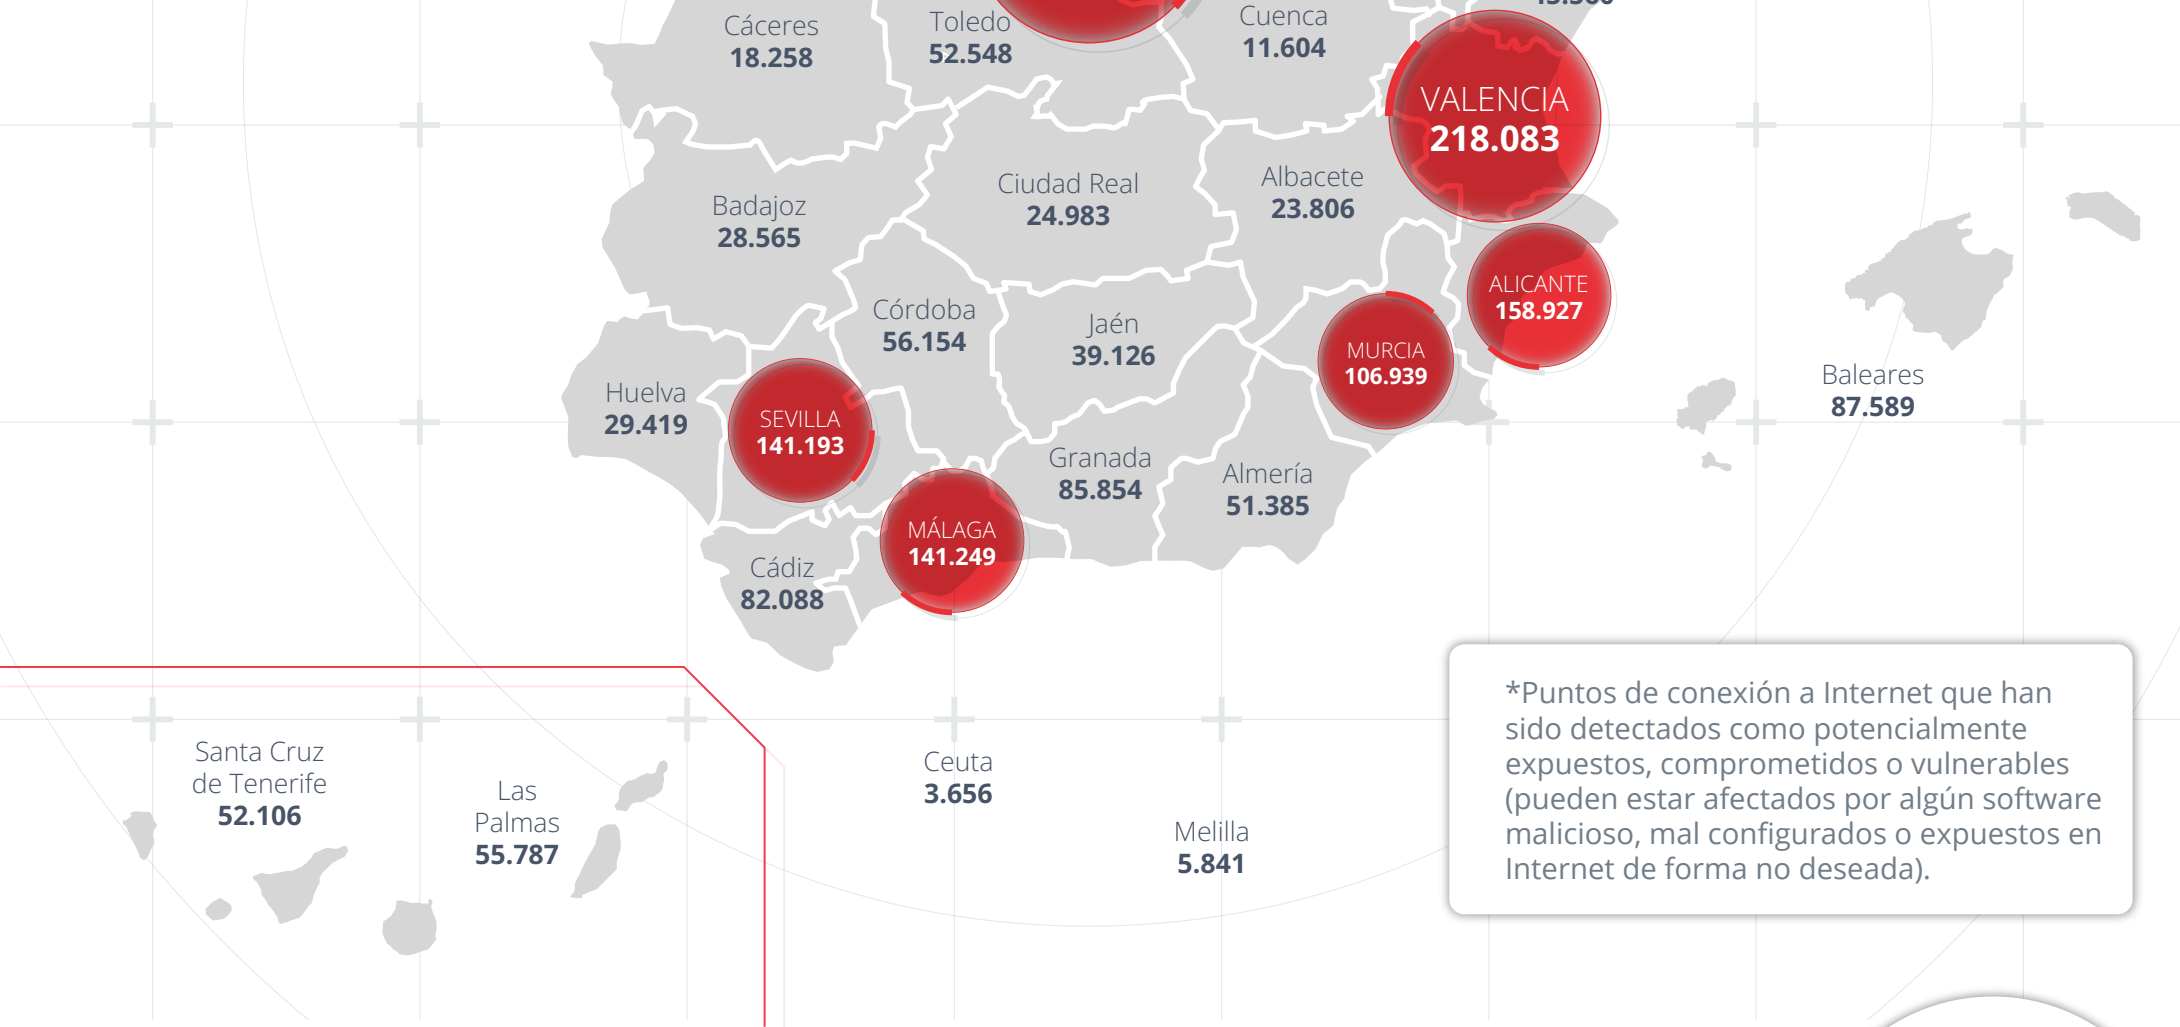 Cáceres
18.258
Toledo
52.548
Cuenca
11.604
VALENCIA
218.083
Badajoz
28.565
Ciudad Real
24.983
Albacete
23.806
ALICANTE
158.927
Córdoba
56.154
Jaén
39.126
MURCIA
106.939
Baleares
87.589
Huelva
29.419
SEVILLA
141.193
Granada
85.854
Almería
51.385
MÁLAGA
141.249
Cádiz
82.088
*Puntos de conexión a Internet que han
sido detectados como potencialmente
expuestos, comprometidos o vulnerables
(pueden estar afectados por algún software
malicioso, mal configurados o expuestos en
Internet de forma no deseada).
Santa Cruz
de Tenerife
52.106
Las
Palmas
55.787
Ceuta
3.656
Melilla
5.841